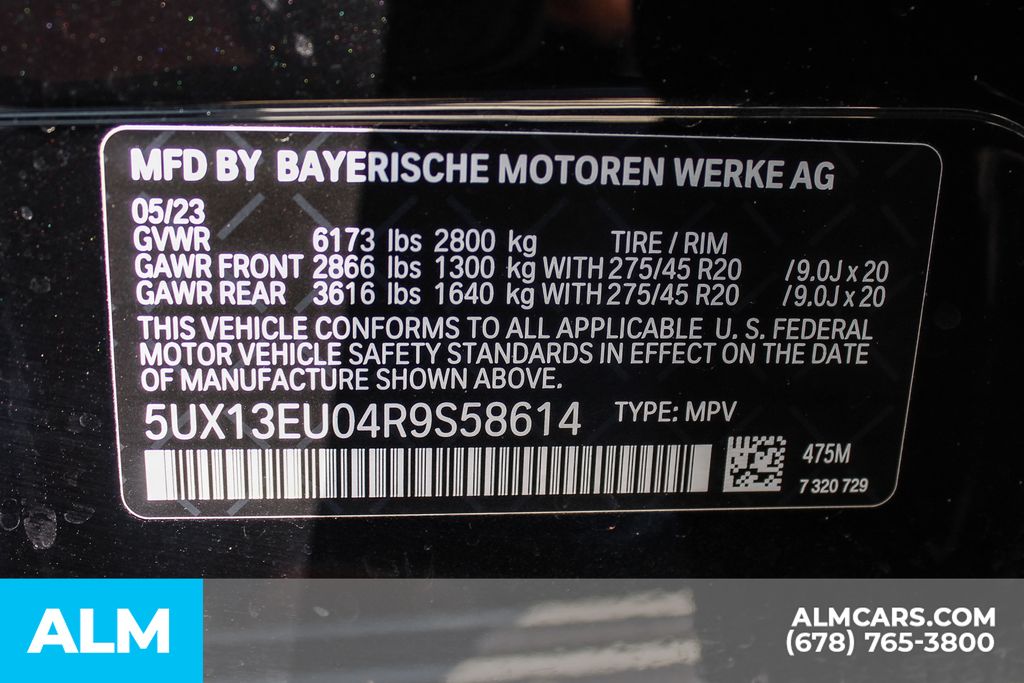 MFD BY BAYERISCHE MOTOREN WERKE AG
05/23
GVWR 6173 lbs 2800 kg TIRE / RIM
GAWR FRONT 2866 lbs 1300 kg WITH 275/45 R20 / 9.0J x 20
GAWR REAR 3616 lbs 1640 kg WITH 275/45 R20 / 9.0J x 20
THIS VEHICLE CONFORMS TO ALL APPLICABLE U. S. FEDERAL
MOTOR VEHICLE SAFETY STANDARDS IN EFFECT ON THE DATE
OF MANUFACTURE SHOWN ABOVE.
5UX13EU04R9S58614 TYPE: MPV
475M
7 320 729
ALM
ALMCARS.COM
(678) 765-3800